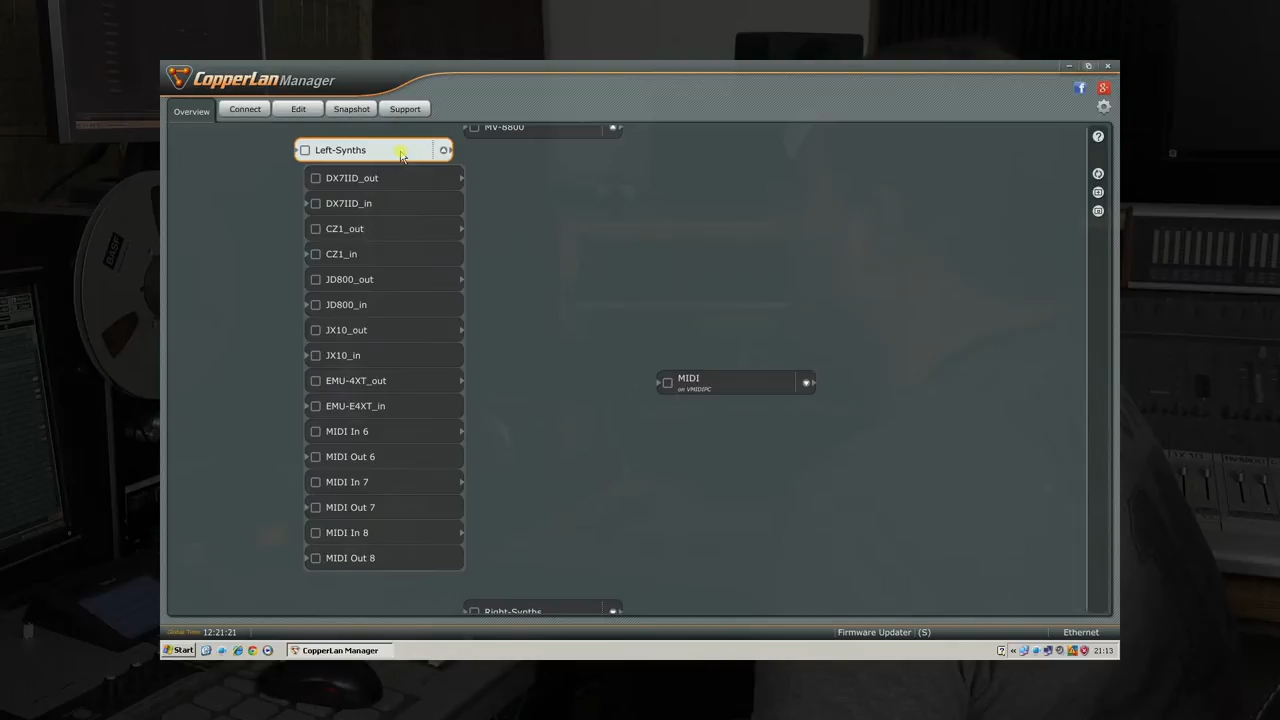 CopperLan Manager
Overview
Connect
Edit
Snapshot
Support
MV-8800
Left-Synths
DX7IID_out
DX7IID_in
CZ1_out
CZ1_in
JD800_out
JD800_in
JX10_out
JX10_in
EMU-4XT_out
EMU-E4XT_in
MIDI In 6
MIDI Out 6
MIDI In 7
MIDI Out 7
MIDI In 8
MIDI Out 8
MIDI
on VMIDIPC
Right-Synths
Global Time 12:21:21
Firmware Updater (S)
Ethernet
Start
CopperLan Manager
21:13
BASF